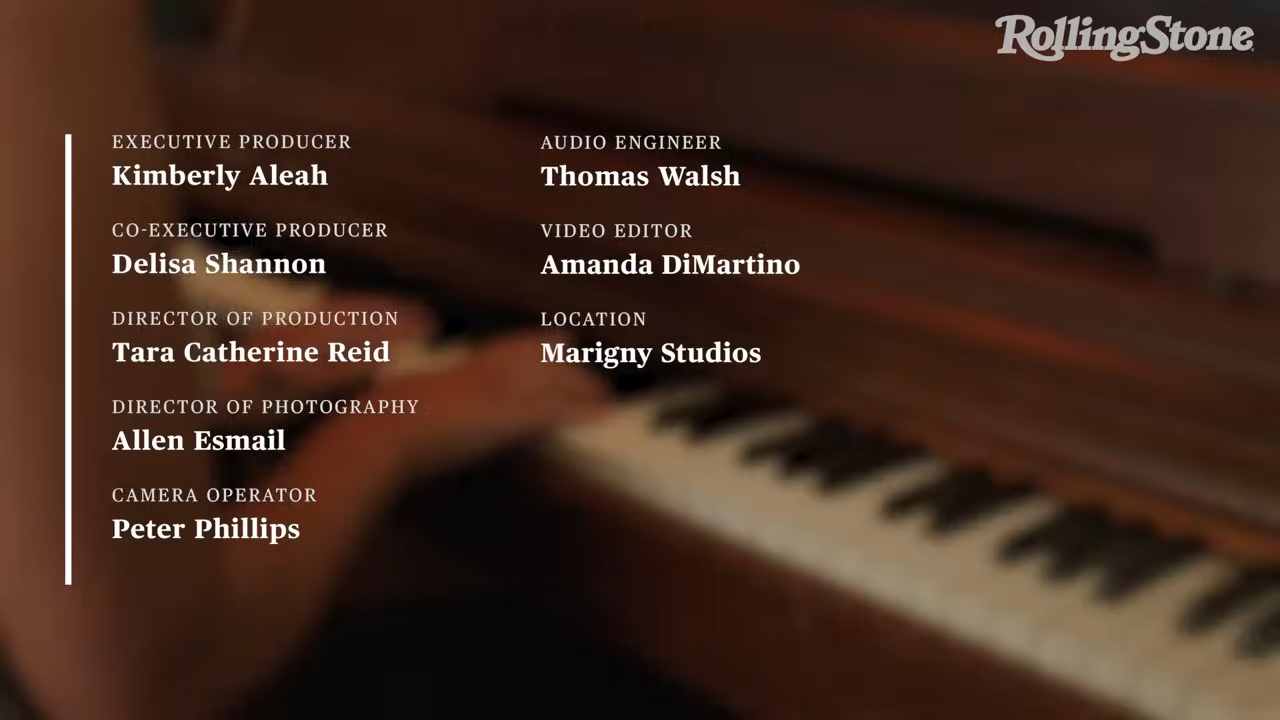 RollingStone
EXECUTIVE PRODUCER
Kimberly Aleah
CO-EXECUTIVE PRODUCER
Delisa Shannon
DIRECTOR OF PRODUCTION
Tara Catherine Reid
DIRECTOR OF PHOTOGRAPHY
Allen Esmail
CAMERA OPERATOR
Peter Phillips
AUDIO ENGINEER
Thomas Walsh
VIDEO EDITOR
Amanda DiMartino
LOCATION
Marigny Studios